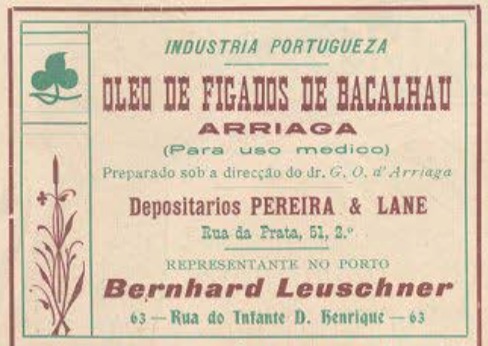 INDUSTRIA PORTUGUEZA
OLEO DE FIGADOS DE BACALHAU
ARRIAGA
(Para uso medico)
Preparado sob a direcção do dr. G. O. d'Arriaga
Depositarios PEREIRA & LANE
Rua da Prata, 51, 2.º
REPRESENTANTE NO PORTO
Bernhard Leuschner
63 — Rua do Infante D. Henrique — 63